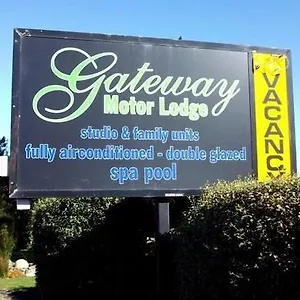 Gateway
Motor Lodge
studio & family units
fully airconditioned - double glazed
spa pool
VACANCY